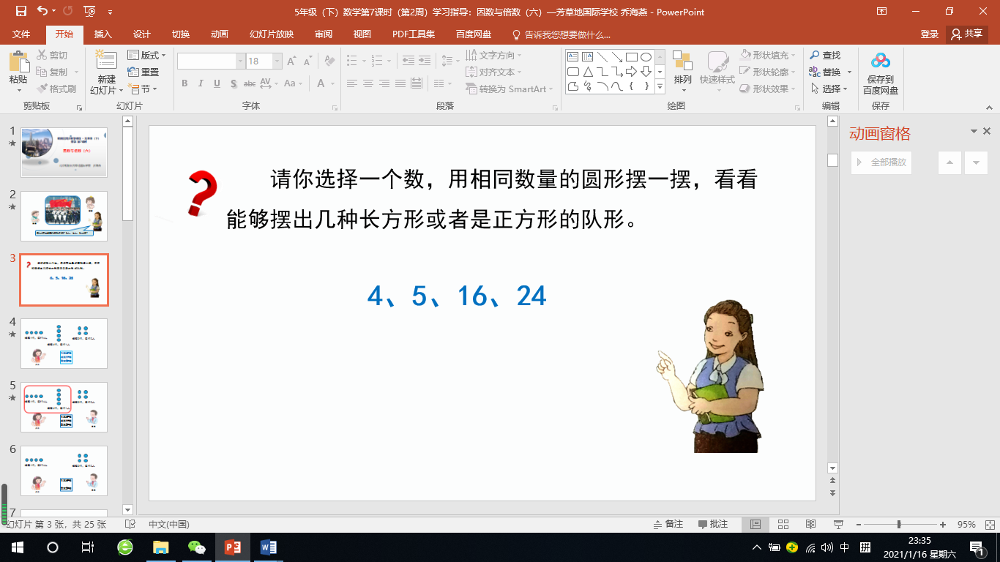 5年级（下）数学第7课时（第2周）学习指导：因数与倍数（六）—芳草地国际学校 乔海燕 - PowerPoint
文件 开始 插入 设计 切换 动画 幻灯片放映 审阅 视图 PDF工具集 百度网盘 告诉我您想要做什么... 登录 共享
粘贴 剪切 复制 格式刷
新建 幻灯片 版式 重置 节
18
B I U S abc AV Aa A
文字方向 对齐文本 转换为 SmartArt
排列 快速样式 形状填充 形状轮廓 形状效果
查找 替换 选择
保存到 百度网盘
剪贴板 幻灯片 字体 段落 绘图 编辑 保存
1
2
3
4
5
6
7
请你选择一个数，用相同数量的圆形摆一摆，看看
能够摆出几种长方形或者是正方形的队形。
4、5、16、24
动画窗格
全部播放
幻灯片 第 3 张，共 25 张 中文(中国) 备注 批注 95%
中 拼
23:35
2021/1/16 星期六
1